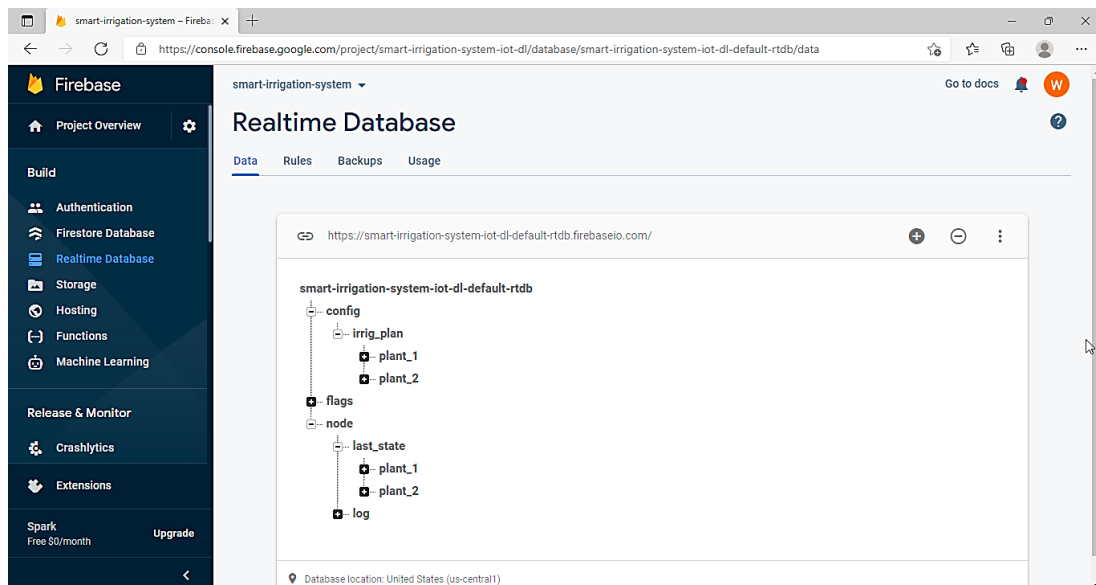 smart-irrigation-system – Fireba
https://console.firebase.google.com/project/smart-irrigation-system-iot-dl/database/smart-irrigation-system-iot-dl-default-rtdb/data
Firebase
Project Overview
Build
Authentication
Firestore Database
Realtime Database
Storage
Hosting
Functions
Machine Learning
Release & Monitor
Crashlytics
Extensions
Spark
Free $0/month
Upgrade
smart-irrigation-system
Go to docs
W
Realtime Database
Data Rules Backups Usage
https://smart-irrigation-system-iot-dl-default-rtdb.firebaseio.com/
smart-irrigation-system-iot-dl-default-rtdb
config
irrig_plan
plant_1
plant_2
flags
node
last_state
plant_1
plant_2
log
Database location: United States (us-central1)